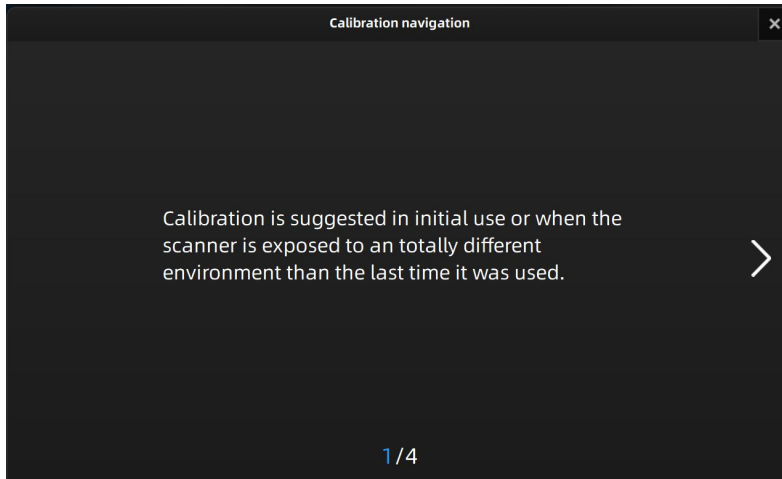 Calibration navigation
Calibration is suggested in initial use or when the
scanner is exposed to an totally different
environment than the last time it was used.
1/4